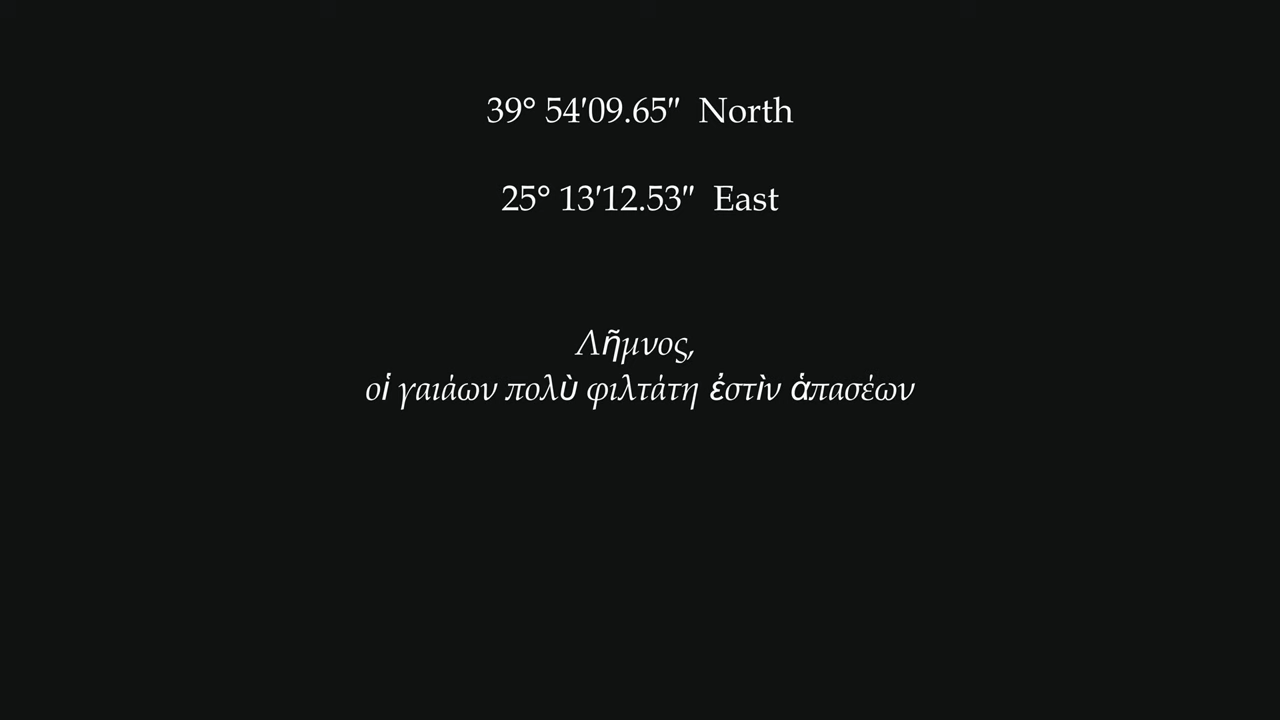 39° 54′09.65″ North
25° 13′12.53″ East
Λῆμνος,
οἱ γαιάων πολὺ φιλτάτη ἐστὶν ἁπασέων